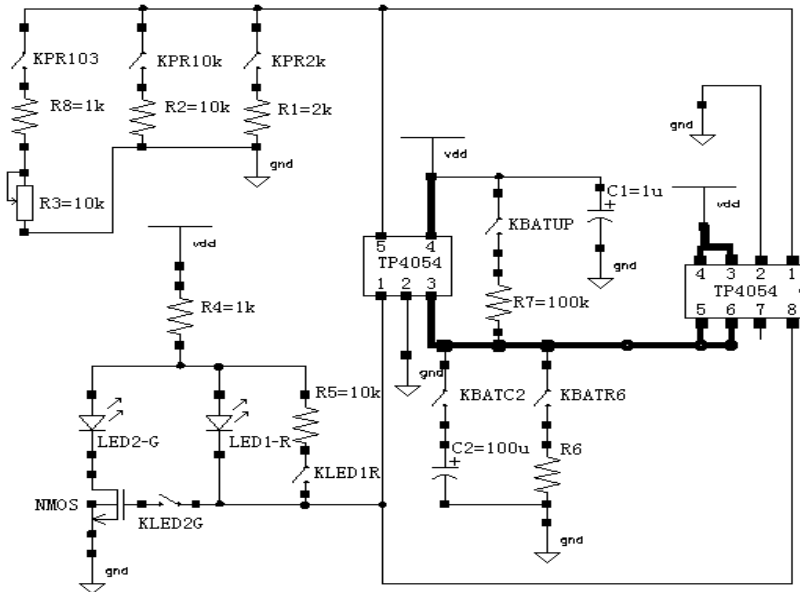 KPR103
KPR10k
KPR2k
R8=1k
R2=10k
R1=2k
gnd
gnd
R3=10k
vdd
C1=1u
vdd
KBATUP
vdd
5 4
TP4054
1 2 3
gnd
R7=100k
4 3 2 1
TP4054
5 6 7 8
R4=1k
gnd
R5=10k
KBATC2
KBATR6
LED2-G
LED1-R
C2=100u
R6
KLED1R
NMOS
KLED2G
gnd
gnd